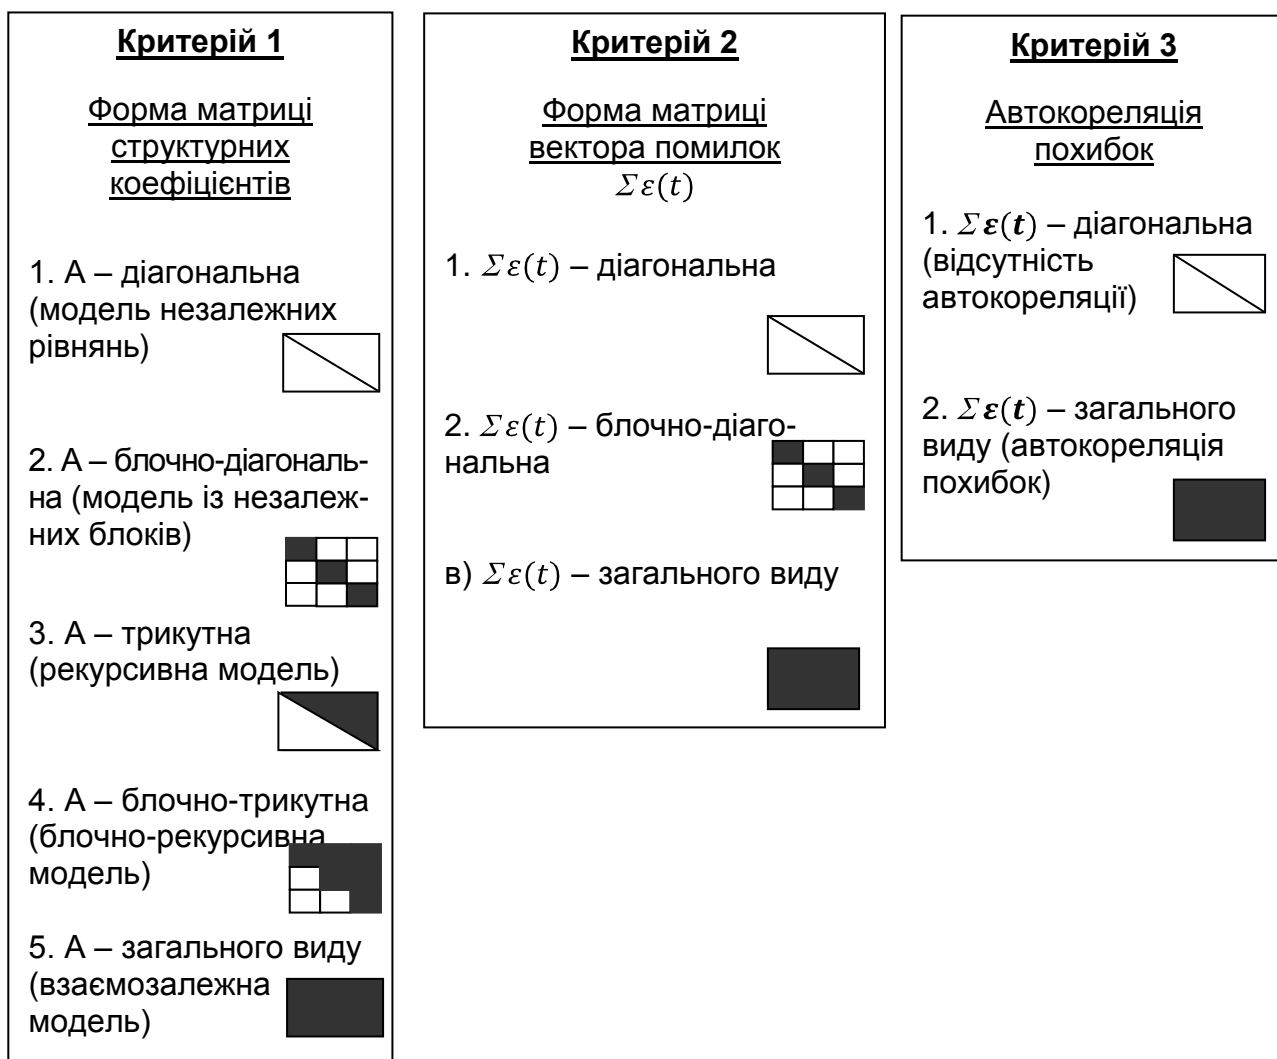 Критерій 1
Форма матриці
структурних
коефіцієнтів
1. А – діагональна
(модель незалежних
рівнянь)
2. А – блочно-діагональ-
на (модель із незалеж-
них блоків)
3. А – трикутна
(рекурсивна модель)
4. А – блочно-трикутна
(блочно-рекурсивна
модель)
5. А – загального виду
(взаємозалежна
модель)
Критерій 2
Форма матриці
вектора помилок
Σε(t)
1. Σε(t) – діагональна
2. Σε(t) – блочно-діаго-
нальна
в) Σε(t) – загального виду
Критерій 3
Автокореляція
похибок
1. Σε(t) – діагональна
(відсутність
автокореляції)
2. Σε(t) – загального
виду (автокореляція
похибок)